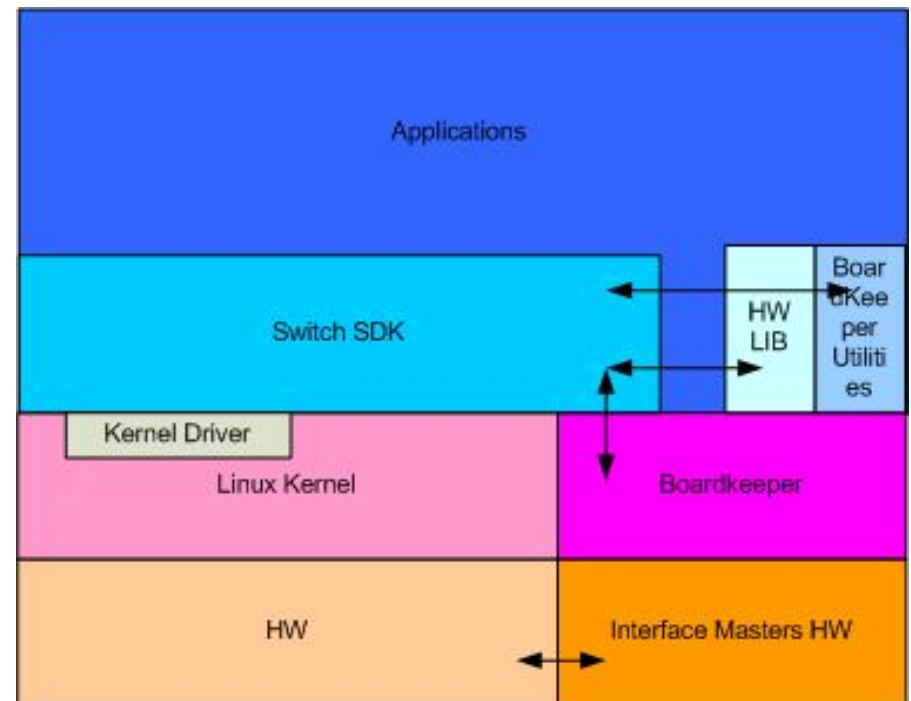 Applications
Switch SDK
HW
LIB
Boar
dKee
per
Utiliti
es
Kernel Driver
Linux Kernel
Boardkeeper
HW
Interface Masters HW